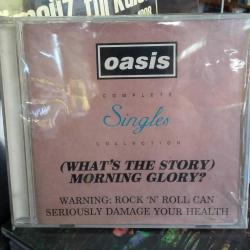 oasis
COMPLETE
Singles
COLLECTION
(WHAT'S THE STORY)
MORNING GLORY?
WARNING: ROCK 'N' ROLL CAN
SERIOUSLY DAMAGE YOUR HEALTH